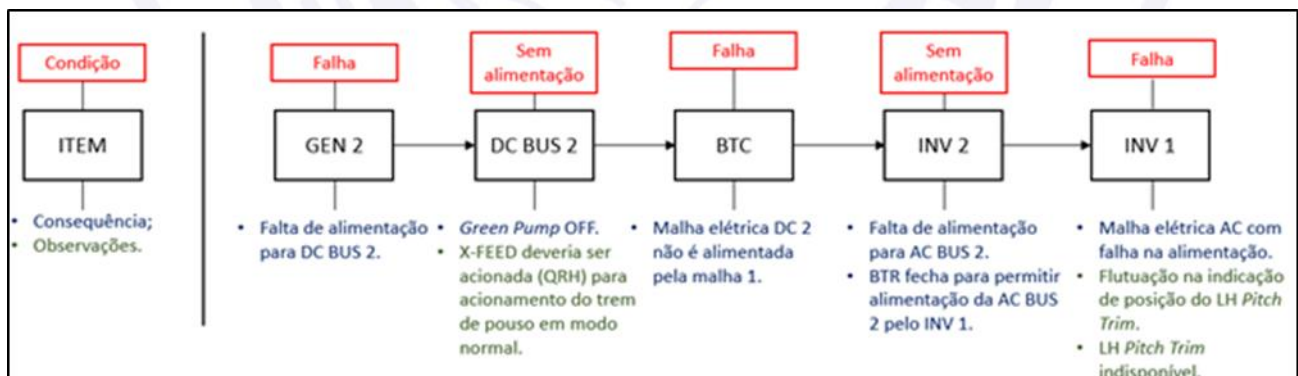 Condição
ITEM
• Consequência;
• Observações.
Falha
GEN 2
• Falta de alimentação
para DC BUS 2.
Sem
alimentação
DC BUS 2
• Green Pump OFF.
• X-FEED deveria ser
acionada (QRH) para
acionamento do trem
de pouso em modo
normal.
Falha
BTC
• Malha elétrica DC 2
não é alimentada
pela malha 1.
Sem
alimentação
INV 2
• Falta de alimentação
para AC BUS 2.
• BTR fecha para permitir
alimentação da AC BUS
2 pelo INV 1.
Falha
INV 1
• Malha elétrica AC com
falha na alimentação.
• Flutuação na indicação
de posição do LH Pitch
Trim.
• LH Pitch Trim
indisponível.